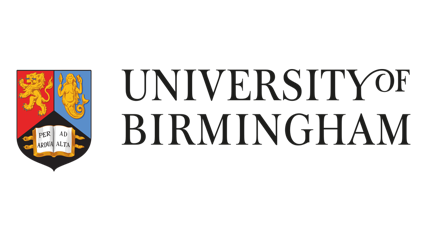 UNIVERSITY OF
BIRMINGHAM
PER AD
ARDUA ALTA